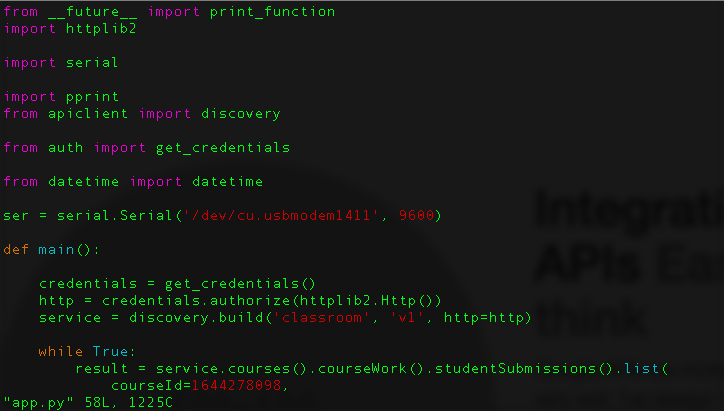 from __future__ import print_function
import httplib2
import serial
import pprint
from apiclient import discovery
from auth import get_credentials
from datetime import datetime
ser = serial.Serial('/dev/cu.usbmodem1411', 9600)
def main():
    credentials = get_credentials()
    http = credentials.authorize(httplib2.Http())
    service = discovery.build('classroom', 'v1', http=http)
    while True:
        result = service.courses().courseWork().studentSubmissions().list(
            courseId=1644278098,
"app.py" 58L, 1225C
Integrati
APIs Eas
think